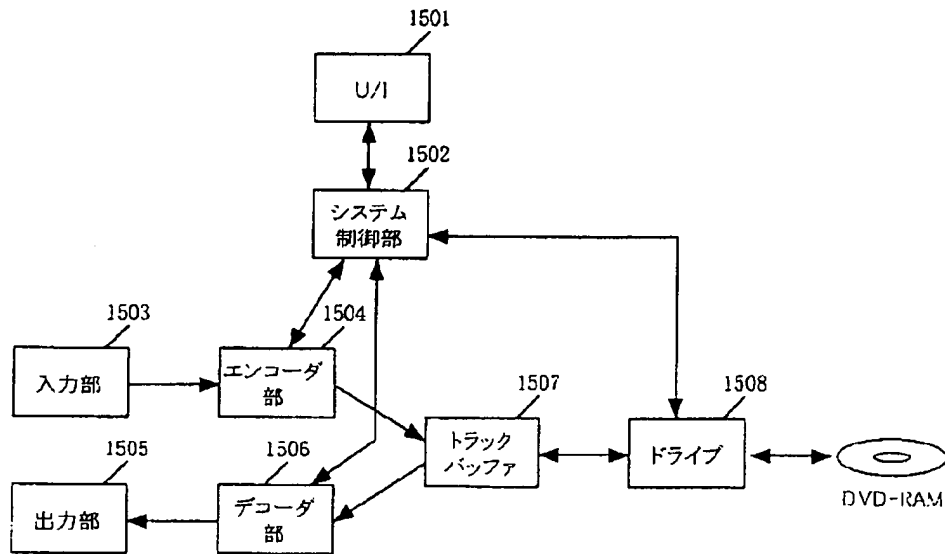 1501
U/I
1502
システム
制御部
1503
入力部
1504
エンコーダ
部
1507
トラック
バッファ
1508
ドライブ
DVD-RAM
1505
出力部
1506
デコーダ部